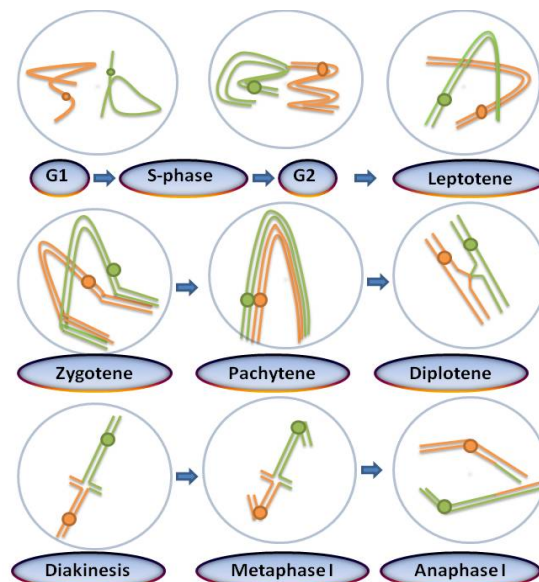 G1 S-phase G2 Leptotene
Zygotene Pachytene Diplotene
Diakinesis Metaphase I Anaphase I